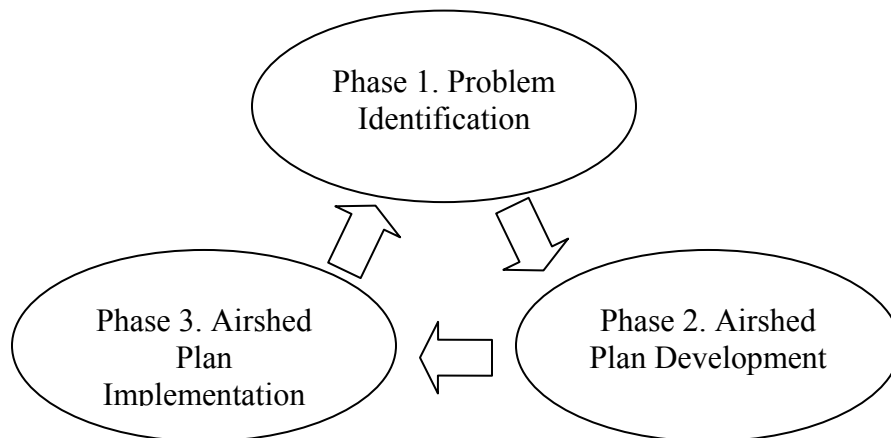 Phase 1. Problem
Identification
Phase 3. Airshed
Plan
Implementation
Phase 2. Airshed
Plan Development